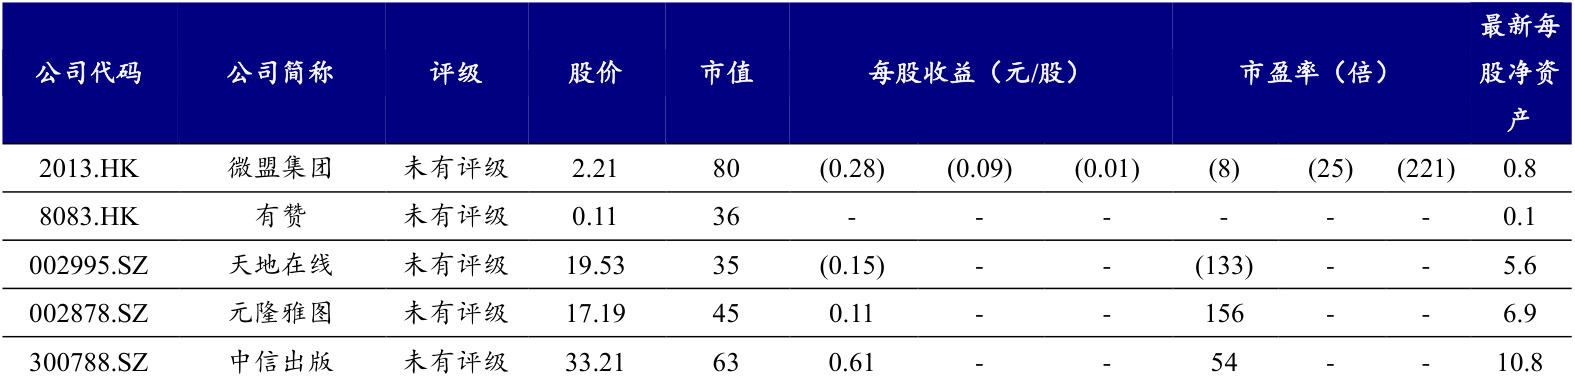 公司代码 公司简称 评级 股价 市值 每股收益（元/股） 市盈率（倍） 最新每股净资产
2013.HK 微盟集团 未有评级 2.21 80 (0.28) (0.09) (0.01) (8) (25) (221) 0.8
8083.HK 有赞 未有评级 0.11 36 - - - - - - 0.1
002995.SZ 天地在线 未有评级 19.53 35 (0.15) - - (133) - - 5.6
002878.SZ 元隆雅图 未有评级 17.19 45 0.11 - - 156 - - 6.9
300788.SZ 中信出版 未有评级 33.21 63 0.61 - - 54 - - 10.8